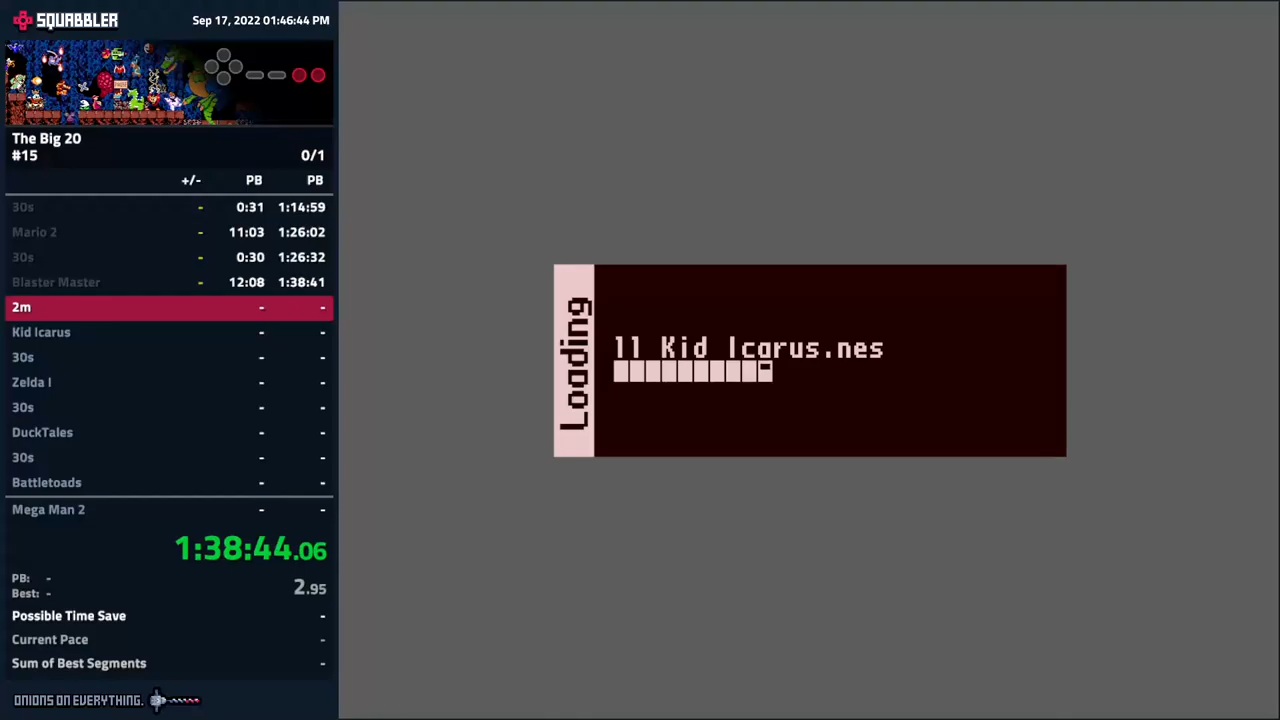 SQUABBLER
Sep 17, 2022 01:46:44 PM
The Big 20
#15 0/1
+/- PB PB
30s - 0:31 1:14:59
Mario 2 - 11:03 1:26:02
30s - 0:30 1:26:32
Blaster Master - 12:08 1:38:41
2m - -
Kid Icarus - -
30s - -
Zelda I - -
30s - -
DuckTales - -
30s - -
Battletoads - -
Mega Man 2 - -
1:38:44.06
PB: -
Best: -
2.95
Possible Time Save -
Current Pace -
Sum of Best Segments -
ONIONS ON EVERYTHING.
Loading
11 Kid Icarus.nes